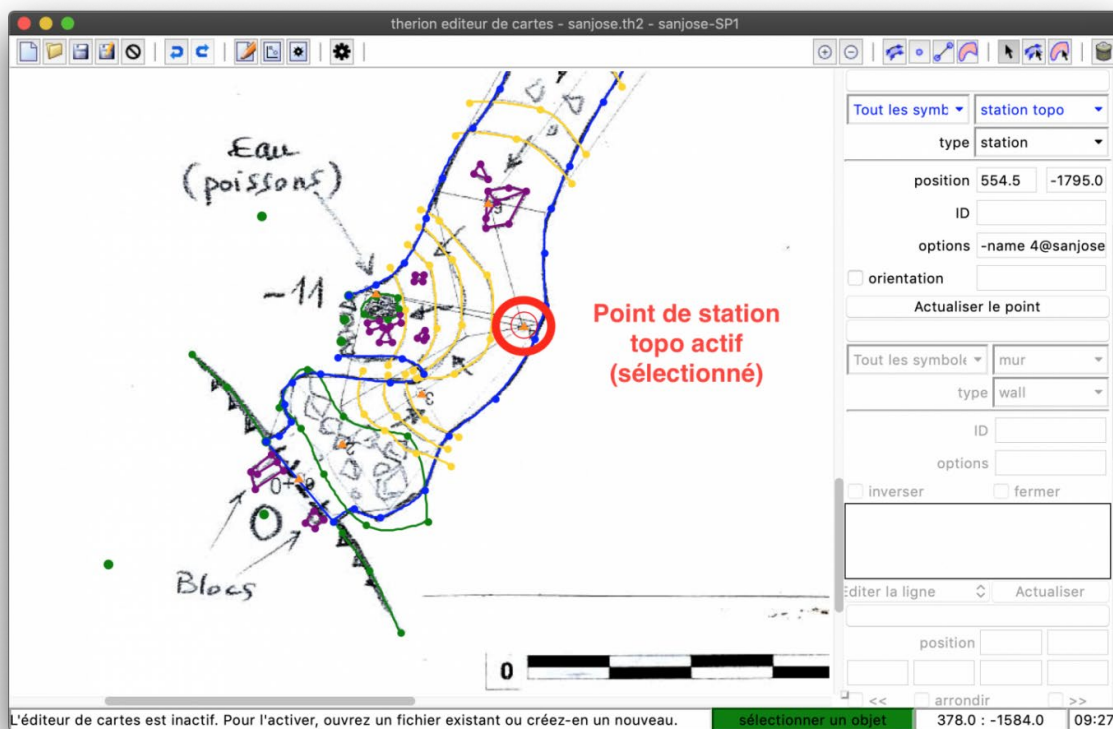 therion editeur de cartes - sanjose.th2 - sanjose-SP1
Tout les symb
station topo
type
station
position
554.5
-1795.0
ID
options
-name 4@sanjose
orientation
Actualiser le point
Tout les symbole
mur
type
wall
ID
options
inverser
fermer
Editer la ligne
Actualiser
position
<<
arrondir
>>
Eau
(poissons)
-11
Point de station
topo actif
(sélectionné)
3
2
0
Blocs
0
L'éditeur de cartes est inactif. Pour l'activer, ouvrez un fichier existant ou créez-en un nouveau.
sélectionner un objet
378.0 : -1584.0
09:27